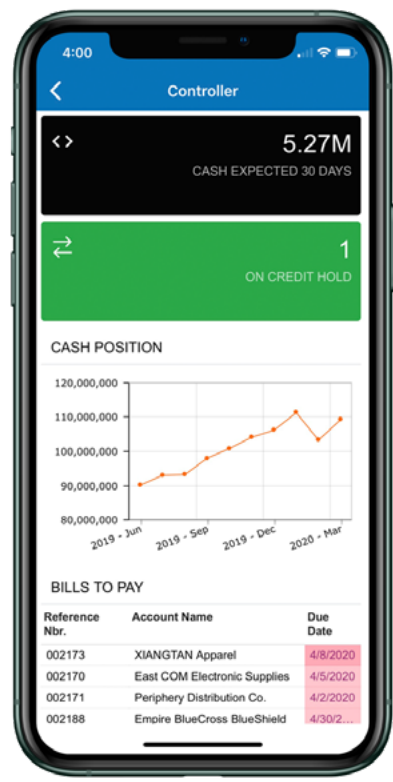 4:00
Controller
5.27M
CASH EXPECTED 30 DAYS
1
ON CREDIT HOLD
CASH POSITION
120,000,000
110,000,000
100,000,000
90,000,000
80,000,000
2019 - Jun 2019 - Sep 2019 - Dec 2020 - Mar
BILLS TO PAY
Reference Account Name Due
Nbr. Date
002173 XIANGTAN Apparel 4/8/2020
002170 East COM Electronic Supplies 4/5/2020
002171 Periphery Distribution Co. 4/2/2020
002188 Empire BlueCross BlueShield 4/30/2...